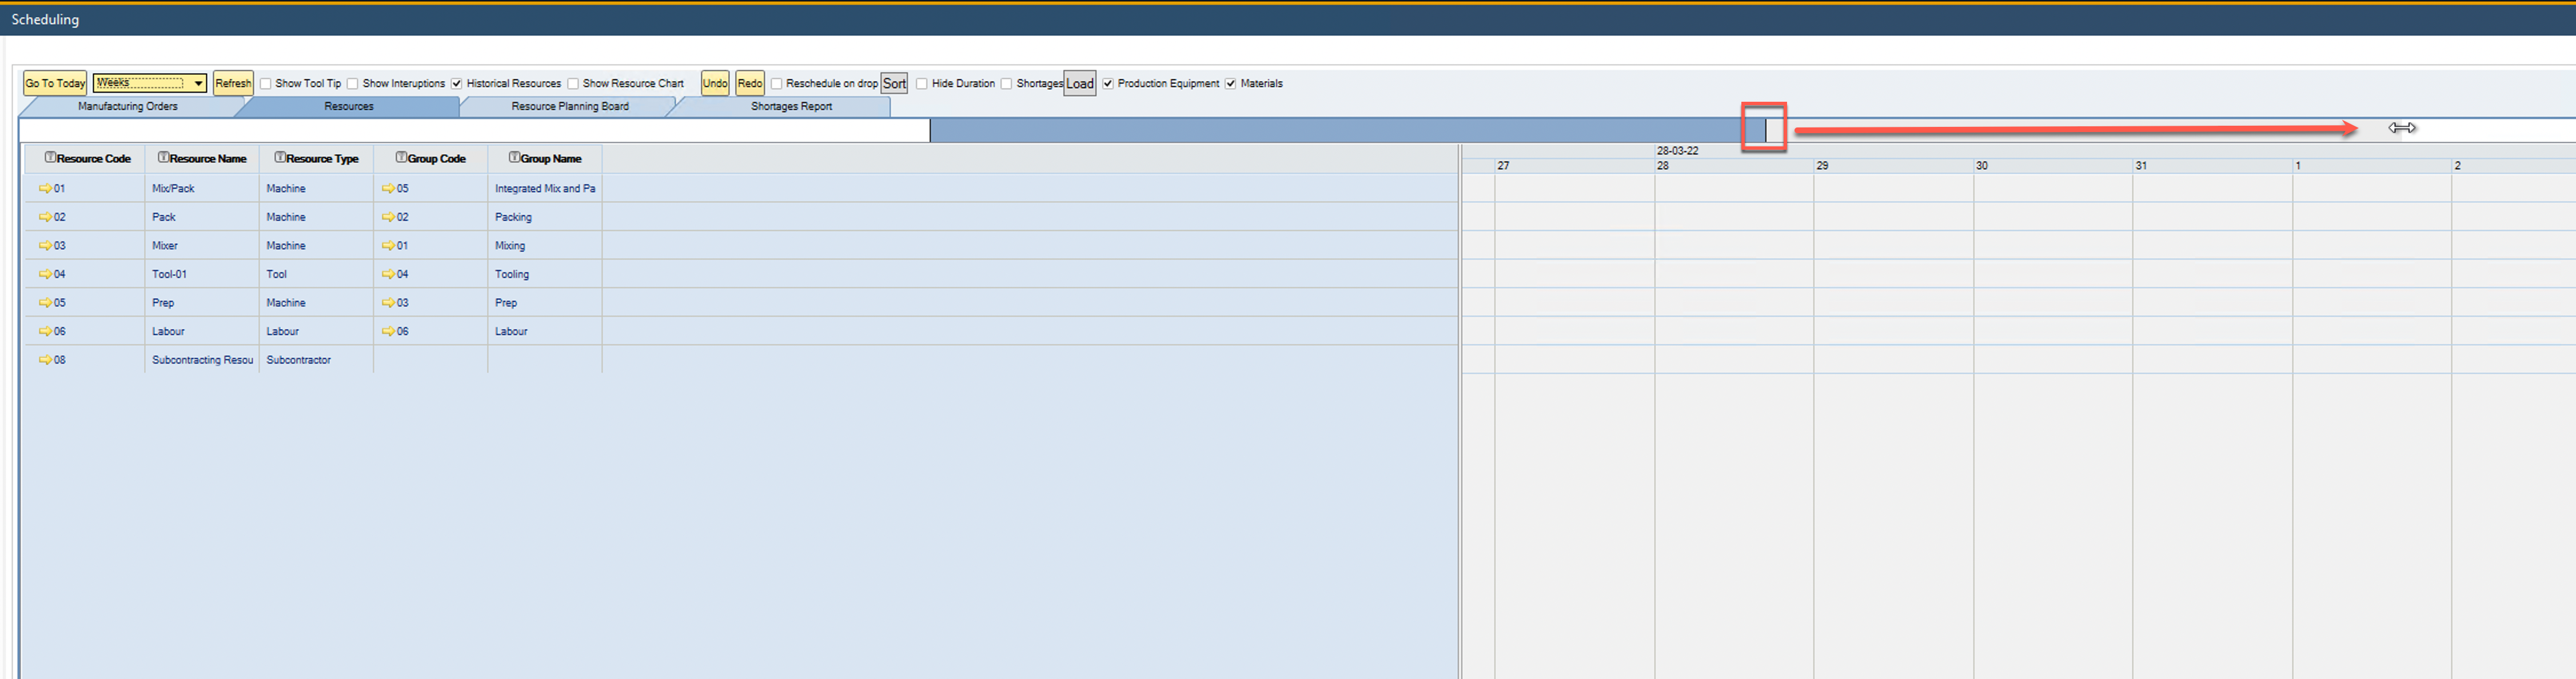 Scheduling
Go To Today Weeks Refresh Show Tool Tip Show Interuptions Historical Resources Show Resource Chart Undo Redo Reschedule on drop Sort Hide Duration Shortages Load Production Equipment Materials
Manufacturing Orders Resources Resource Planning Board Shortages Report
28-03-22
Resource Code Resource Name Resource Type Group Code Group Name
27 28 29 30 31 1 2
01 Mix/Pack Machine 05 Integrated Mix and Pa
02 Pack Machine 02 Packing
03 Mixer Machine 01 Mixing
04 Tool-01 Tool 04 Tooling
05 Prep Machine 03 Prep
06 Labour Labour 06 Labour
08 Subcontracting Resou Subcontractor